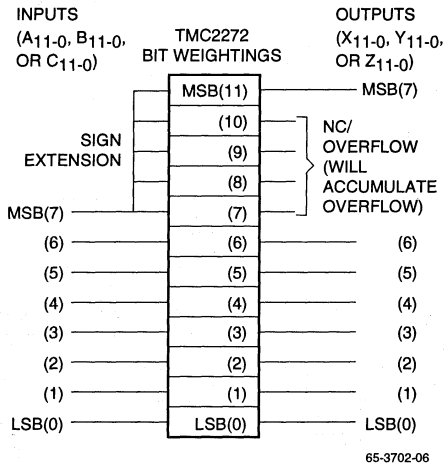 INPUTS
(A11-0, B11-0,
OR C11-0)
TMC2272
BIT WEIGHTINGS
OUTPUTS
(X11-0, Y11-0,
OR Z11-0)
MSB(11)
MSB(7)
(10)
(9)
(8)
(7)
SIGN
EXTENSION
NC/
OVERFLOW
(WILL
ACCUMULATE
OVERFLOW)
MSB(7)
(6) (6) (6)
(5) (5) (5)
(4) (4) (4)
(3) (3) (3)
(2) (2) (2)
(1) (1) (1)
LSB(0) LSB(0) LSB(0)
65-3702-06